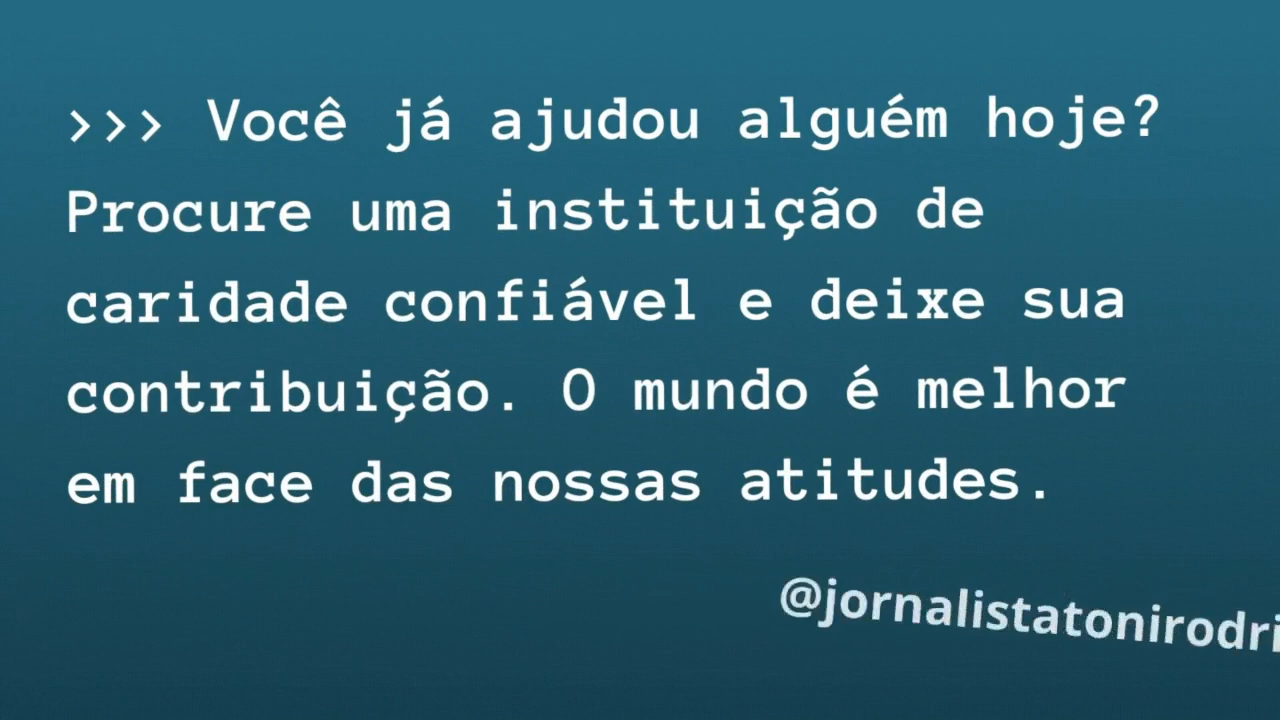 >>> Você já ajudou alguém hoje?
Procure uma instituição de
caridade confiável e deixe sua
contribuição. O mundo é melhor
em face das nossas atitudes.
@jornalistatonirodri